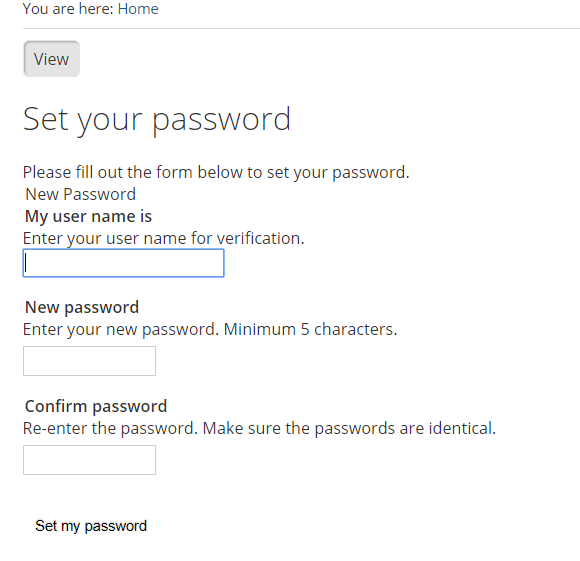 You are here: Home
View
Set your password
Please fill out the form below to set your password.
New Password
My user name is
Enter your user name for verification.
New password
Enter your new password. Minimum 5 characters.
Confirm password
Re-enter the password. Make sure the passwords are identical.
Set my password